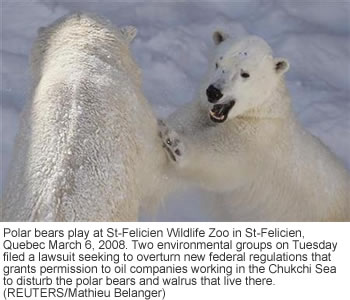 Polar bears play at St-Felicien Wildlife Zoo in St-Felicien,
Quebec March 6, 2008. Two environmental groups on Tuesday
filed a lawsuit seeking to overturn new federal regulations that
grants permission to oil companies working in the Chukchi Sea
to disturb the polar bears and walrus that live there.
(REUTERS/Mathieu Belanger)